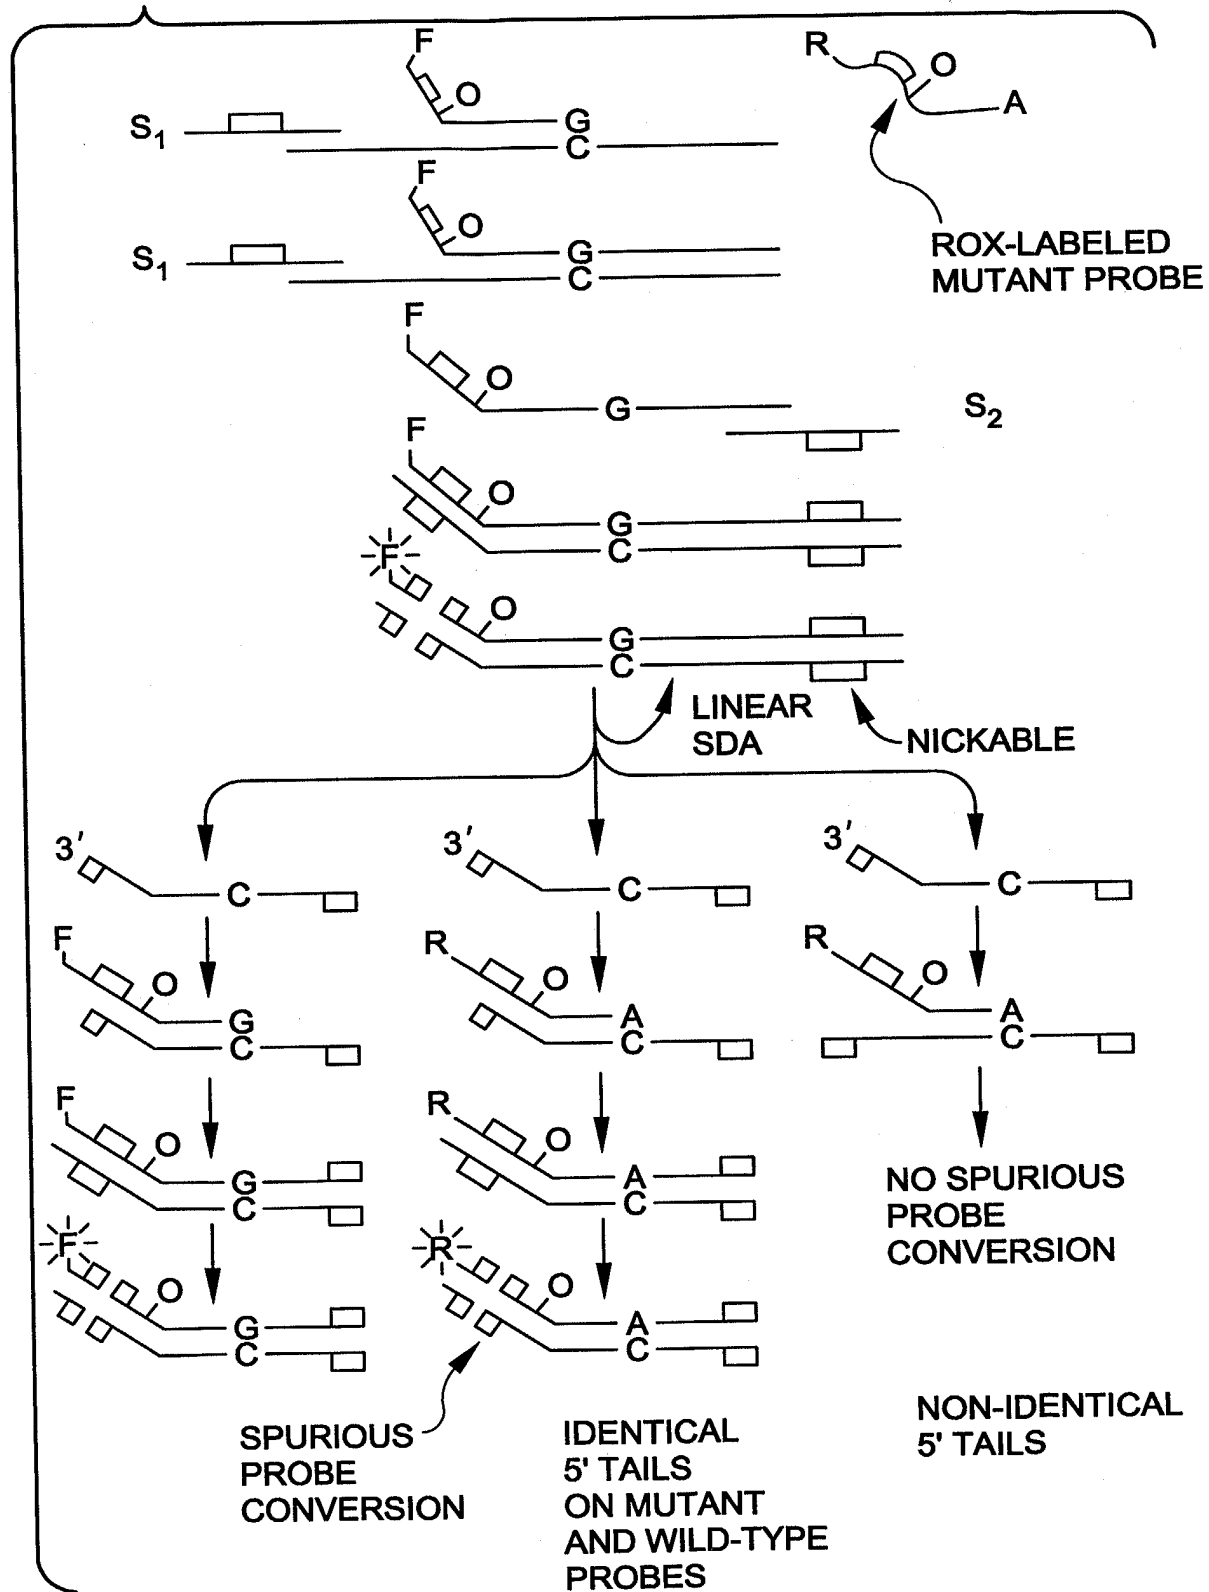 F
R
O
O
A
S1
G
C
F
ROX-LABELED
MUTANT PROBE
O
S1
G
C
F
O
G
S2
F
O
G
C
F
O
G
C
LINEAR
SDA
NICKABLE
3'
C
3'
C
3'
C
F
O
G
C
R
O
A
C
R
O
A
C
F
O
G
C
R
O
A
C
NO SPURIOUS
PROBE
CONVERSION
F
O
G
C
R
O
A
C
SPURIOUS
PROBE
CONVERSION
IDENTICAL
5' TAILS
ON MUTANT
AND WILD-TYPE
PROBES
NON-IDENTICAL
5' TAILS